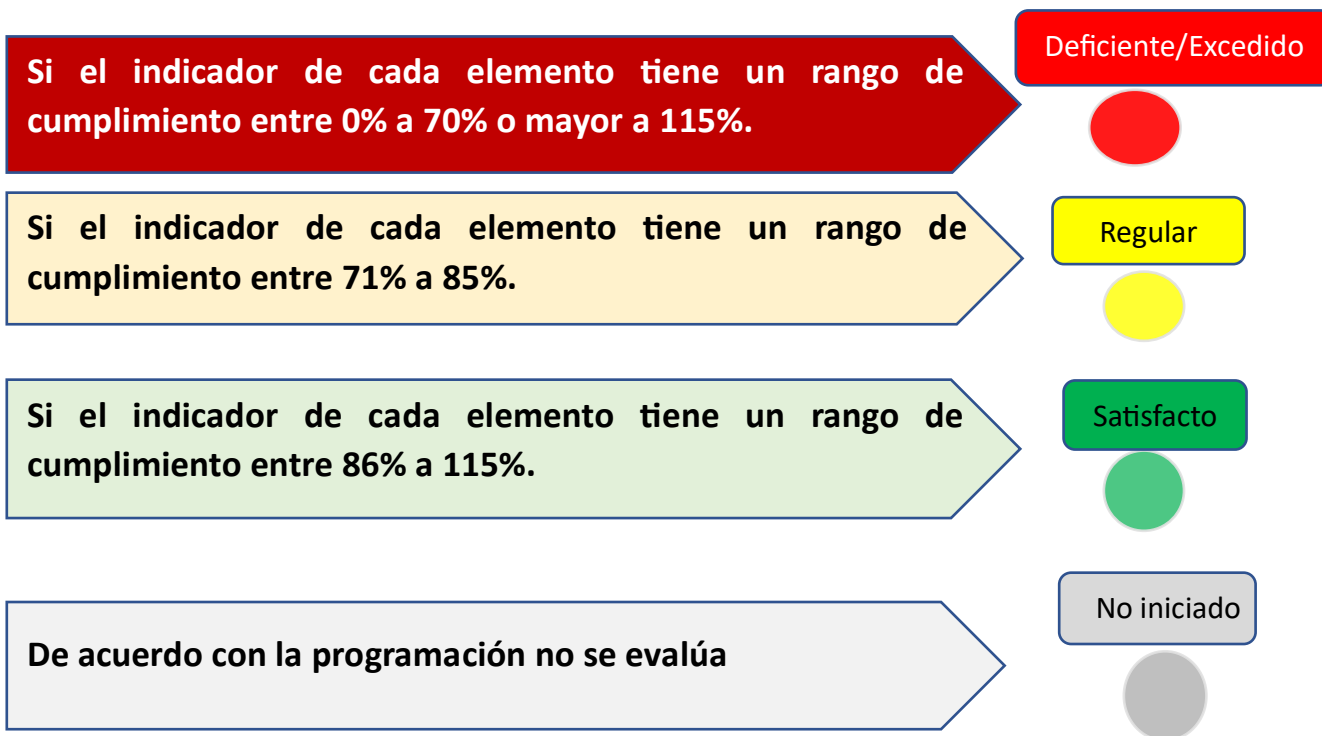 Deficiente/Excedido
Si el indicador de cada elemento tiene un rango de
cumplimiento entre 0% a 70% o mayor a 115%.
Si el indicador de cada elemento tiene un rango de
cumplimiento entre 71% a 85%.
Regular
Si el indicador de cada elemento tiene un rango de
cumplimiento entre 86% a 115%.
Satisfacto
No iniciado
De acuerdo con la programación no se evalúa